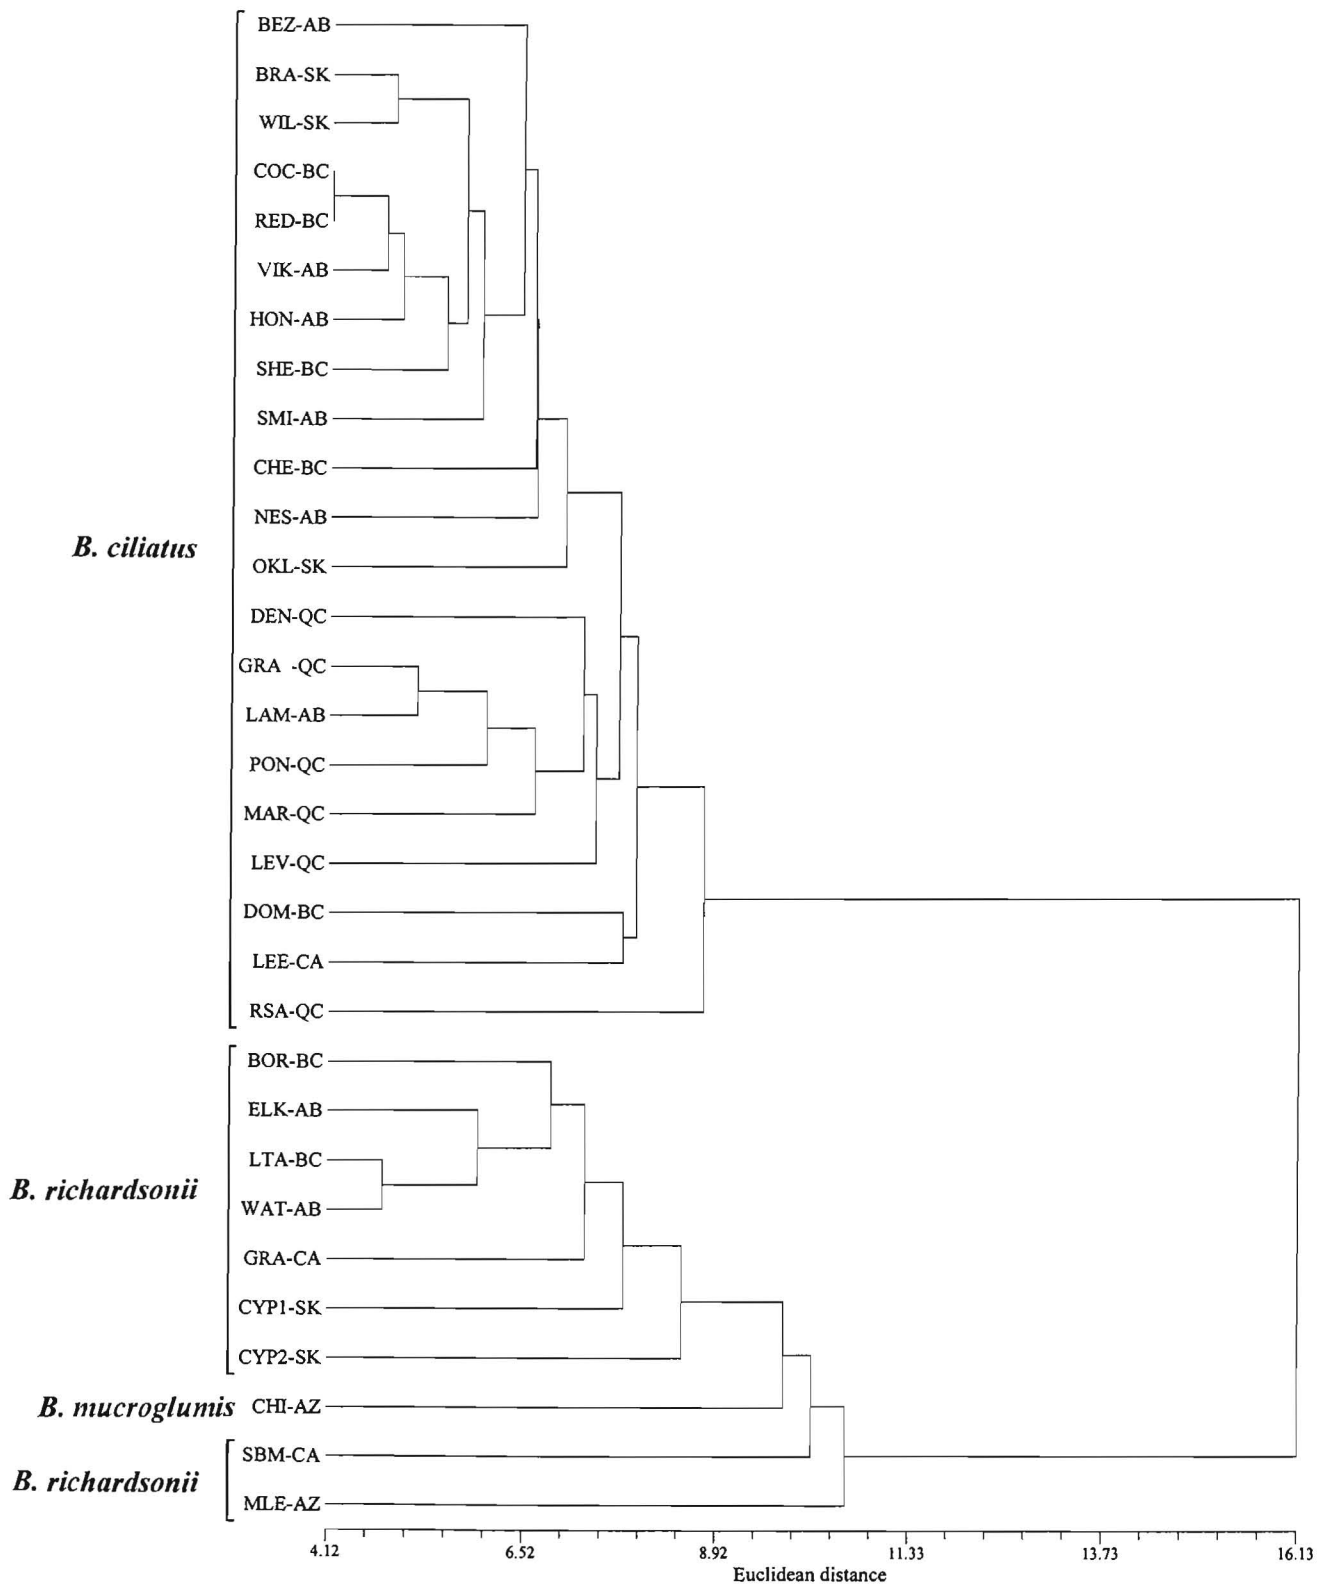 BEZ-AB
BRA-SK
WIL-SK
COC-BC
RED-BC
VIK-AB
HON-AB
SHE-BC
SMI-AB
CHE-BC
NES-AB
B. ciliatus
OKL-SK
DEN-QC
GRA -QC
LAM-AB
PON-QC
MAR-QC
LEV-QC
DOM-BC
LEE-CA
RSA-QC
BOR-BC
ELK-AB
LTA-BC
B. richardsonii
WAT-AB
GRA-CA
CYP1-SK
CYP2-SK
B. mucroglumis CHI-AZ
SBM-CA
B. richardsonii
MLE-AZ
4.12 6.52 8.92 11.33 13.73 16.13
Euclidean distance